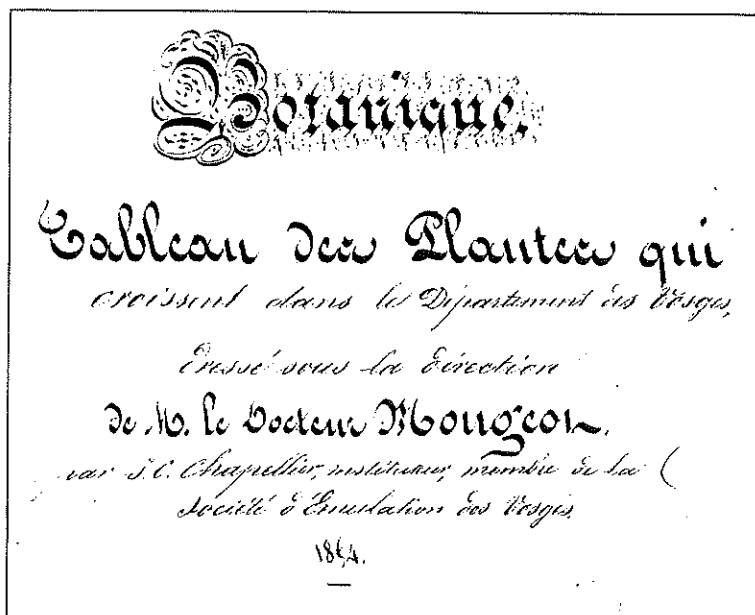 Botanique.
Tableau des Plantes qui
croissent dans le Département des Vosges,
dressé sous la direction
de M. le Docteur Mougeot,
par J. C. Chapellier, instituteur, membre de la
Société d'Emulation des Vosges.